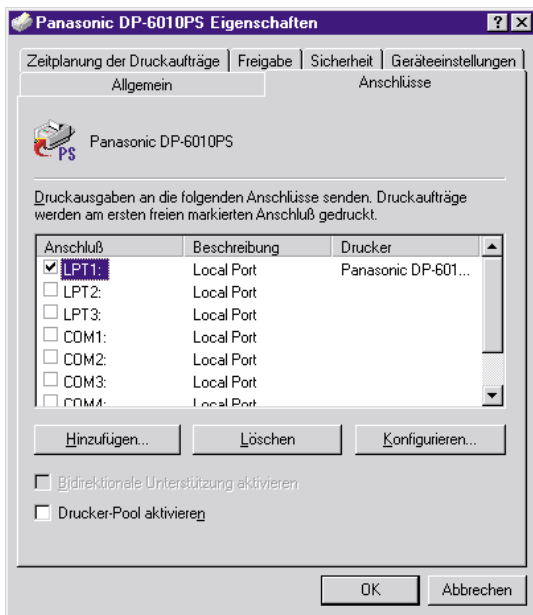 Panasonic DP-6010PS Eigenschaften
Zeitplanung der Druckaufträge Freigabe Sicherheit Geräteeinstellungen
Allgemein Anschlüsse
PS Panasonic DP-6010PS
Druckausgaben an die folgenden Anschlüsse senden. Druckaufträge
werden am ersten freien markierten Anschluß gedruckt.
Anschluß Beschreibung Drucker
LPT1: Local Port Panasonic DP-601...
LPT2: Local Port
LPT3: Local Port
COM1: Local Port
COM2: Local Port
COM3: Local Port
COM4: Local Port
Hinzufügen... Löschen Konfigurieren...
Bidirektionale Unterstützung aktivieren
Drucker-Pool aktivieren
OK Abbrechen